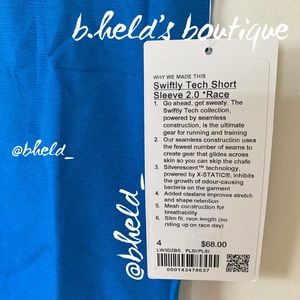 b.held's boutique
WHY WE MADE THIS
Swiftly Tech Short
Sleeve 2.0 *Race
1. Go ahead, get sweaty. The
Swiftly Tech collection,
powered by seamless
construction, is the ultimate
gear for running and training
2. Our seamless construction uses
the fewest number of seams to
create gear that glides across
skin so you can skip the chafe
3. Silverescent™ technology,
powered by X-STATIC®, inhibits
the growth of odour-causing
bacteria on the garment
4. Added elastane improves stretch
and shape retention
5. Mesh construction for
breathability
6. Slim fit, race length (no
riding up on race day)
4 $68.00
LW3DZBS PLSI/PLSI
000143478637
@bheld_
@bheld_